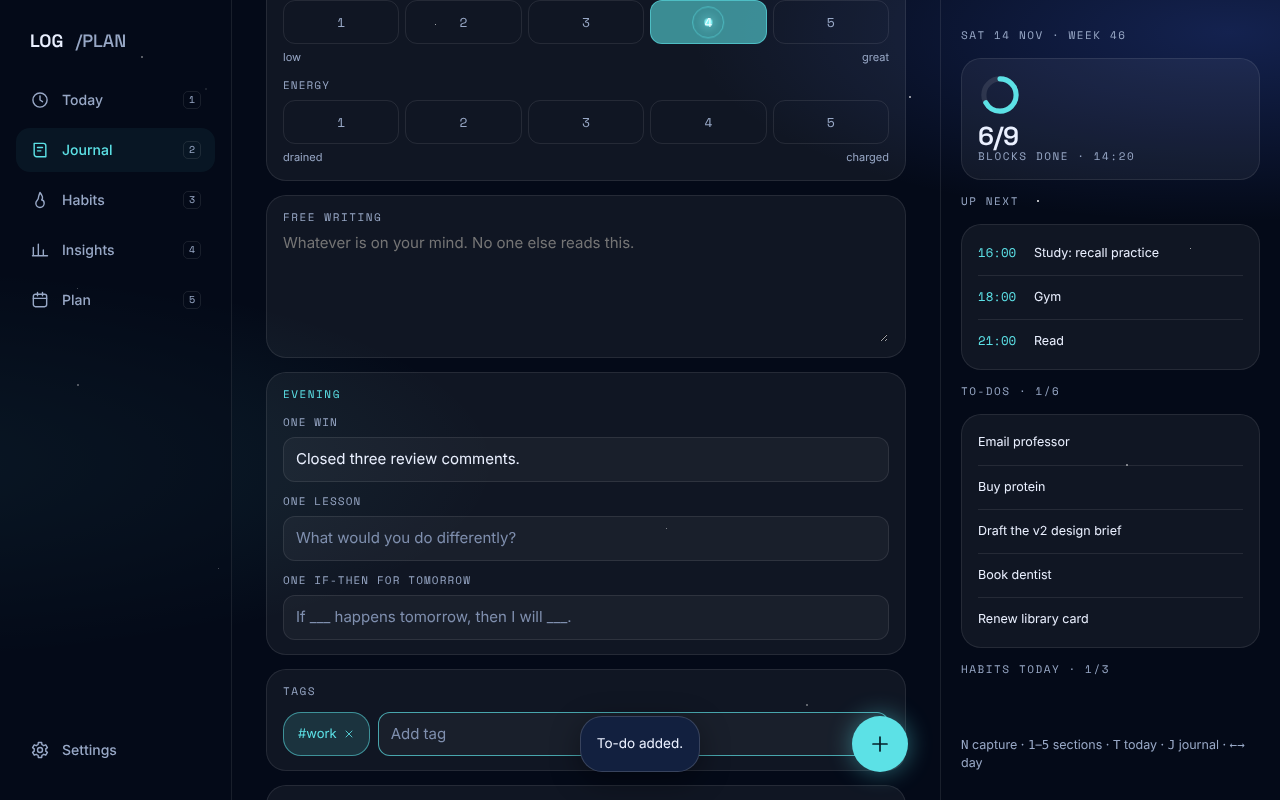 LOG /PLAN
Today 1
Journal 2
Habits 3
Insights 4
Plan 5
Settings
1 2 3 4 5
low great
ENERGY
1 2 3 4 5
drained charged
FREE WRITING
Whatever is on your mind. No one else reads this.
EVENING
ONE WIN
Closed three review comments.
ONE LESSON
What would you do differently?
ONE IF-THEN FOR TOMORROW
If ___ happens tomorrow, then I will ___.
TAGS
#work ×
Add tag
To-do added.
+
SAT 14 NOV · WEEK 46
6/9
BLOCKS DONE · 14:20
UP NEXT
16:00 Study: recall practice
18:00 Gym
21:00 Read
TO-DOS · 1/6
Email professor
Buy protein
Draft the v2 design brief
Book dentist
Renew library card
HABITS TODAY · 1/3
N capture · 1–5 sections · T today · J journal · ←→
day